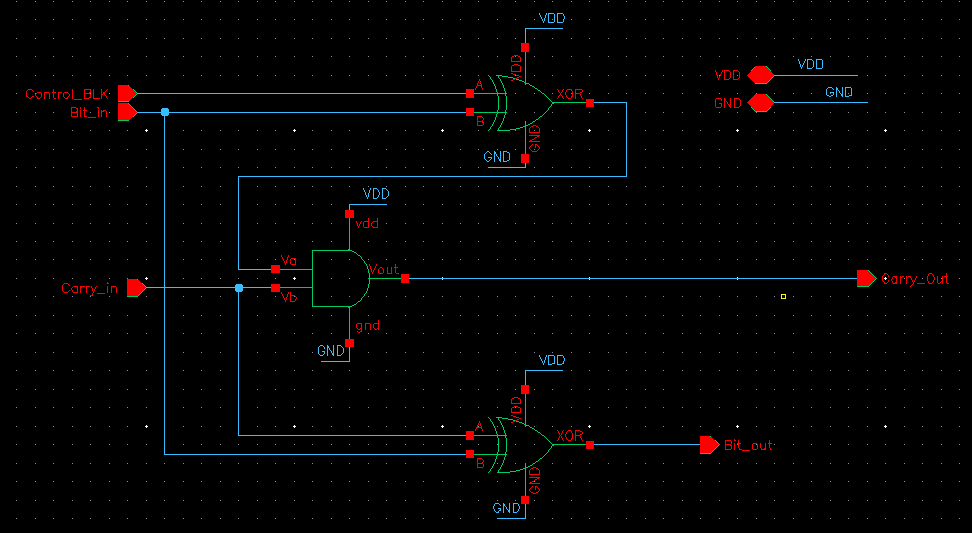 VDD
VDD
Control_BLK
A
XOR
VDD
VDD
Bit_in
B
GND
GND
GND
GND
VDD
vdd
Va
Vout
Carry_in
Vb
Carry_Out
gnd
GND
VDD
VDD
A
XOR
Bit_out
B
GND
GND